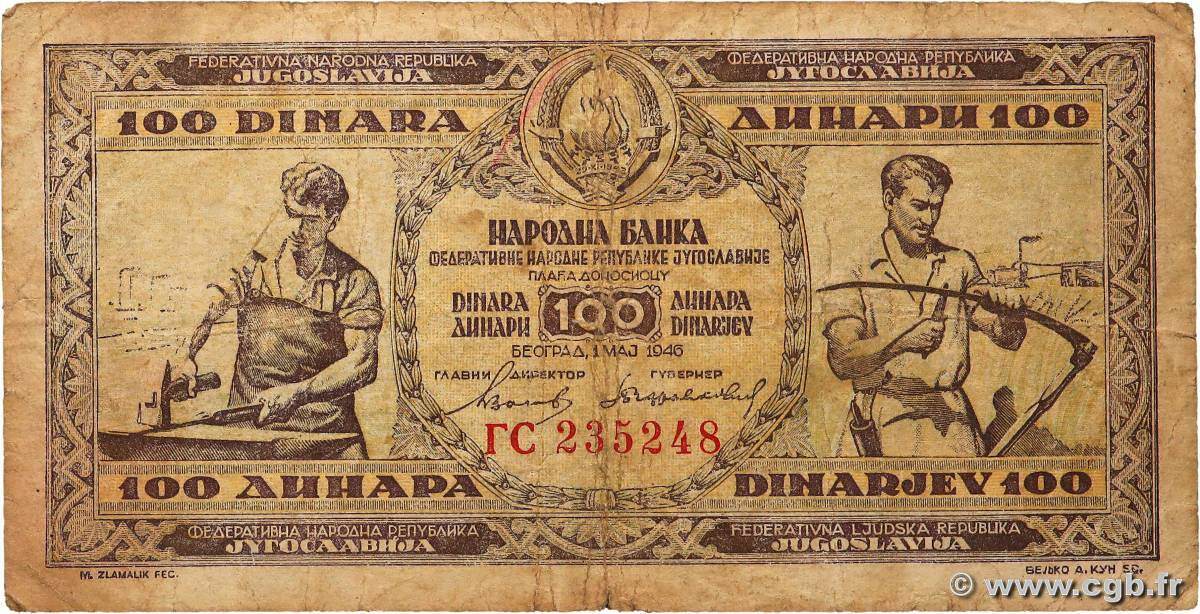 FEDERATIVNA NARODNA REPUBLIKA
JUGOSLAVIJA
ФЕДЕРАТИВНА НАРОДНА РЕПУБЛИКА
ЈУГОСЛАВИЈА
100 DINARA
ДИНАРИ 100
НАРОДНА БАНКА
ФЕДЕРАТИВНЕ НАРОДНЕ РЕПУБЛИКЕ ЈУГОСЛАВИЈЕ
ПЛАЋА ДОНОСИОЦУ
DINARA 100 ДИНАРА
ДИНАРИ DINARJEV
БЕОГРАД, 1 МАЈ 1946
ГЛАВНИ ДИРЕКТОР ГУВЕРНЕР
ГС 235248
100 ДИНАРА
DINARJEV 100
ФЕДЕРАТИВНА НАРОДНА РЕПУБЛИКА
ЈУГОСЛАВИЈА
FEDERATIVNA LJUDSKA REPUBLIKA
JUGOSLAVIJA
M. ZLAMALIK FEC.
ВЕЉКО А. КУН SC.
© www.cgb.fr